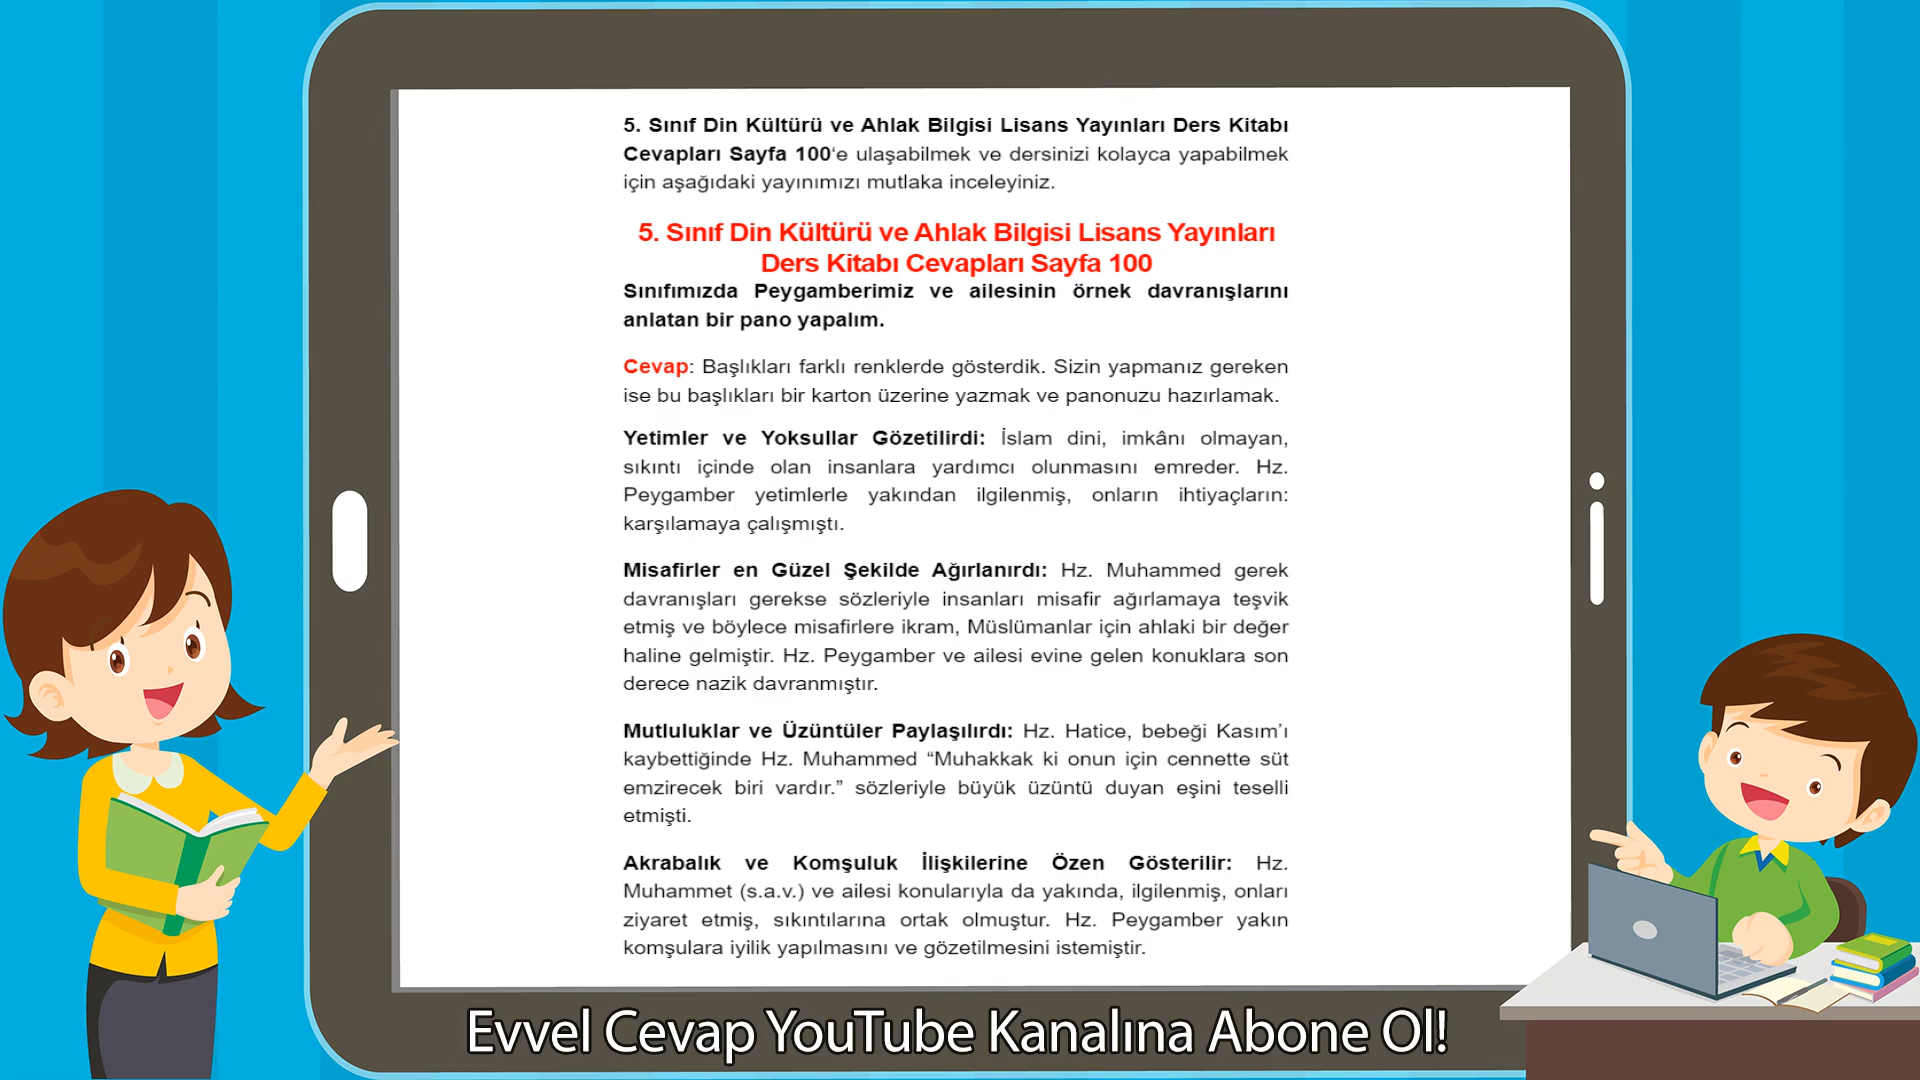 5. Sınıf Din Kültürü ve Ahlak Bilgisi Lisans Yayınları Ders Kitabı
Cevapları Sayfa 100‘e ulaşabilmek ve dersinizi kolayca yapabilmek
için aşağıdaki yayınımızı mutlaka inceleyiniz.
5. Sınıf Din Kültürü ve Ahlak Bilgisi Lisans Yayınları
Ders Kitabı Cevapları Sayfa 100
Sınıfımızda Peygamberimiz ve ailesinin örnek davranışlarını
anlatan bir pano yapalım.
Cevap: Başlıkları farklı renklerde gösterdik. Sizin yapmanız gereken
ise bu başlıkları bir karton üzerine yazmak ve panonuzu hazırlamak.
Yetimler ve Yoksullar Gözetilirdi: İslam dini, imkânı olmayan,
sıkıntı içinde olan insanlara yardımcı olunmasını emreder. Hz.
Peygamber yetimlerle yakından ilgilenmiş, onların ihtiyaçların:
karşılamaya çalışmıştı.
Misafirler en Güzel Şekilde Ağırlanırdı: Hz. Muhammed gerek
davranışları gerekse sözleriyle insanları misafir ağırlamaya teşvik
etmiş ve böylece misafirlere ikram, Müslümanlar için ahlaki bir değer
haline gelmiştir. Hz. Peygamber ve ailesi evine gelen konuklara son
derece nazik davranmıştır.
Mutluluklar ve Üzüntüler Paylaşılırdı: Hz. Hatice, bebeği Kasım’ı
kaybettiğinde Hz. Muhammed “Muhakkak ki onun için cennette süt
emzirecek biri vardır.” sözleriyle büyük üzüntü duyan eşini teselli
etmişti.
Akrabalık ve Komşuluk İlişkilerine Özen Gösterilir: Hz.
Muhammet (s.a.v.) ve ailesi konularıyla da yakında, ilgilenmiş, onları
ziyaret etmiş, sıkıntılarına ortak olmuştur. Hz. Peygamber yakın
komşulara iyilik yapılmasını ve gözetilmesini istemiştir.
Evvel Cevap YouTube Kanalına Abone Ol!